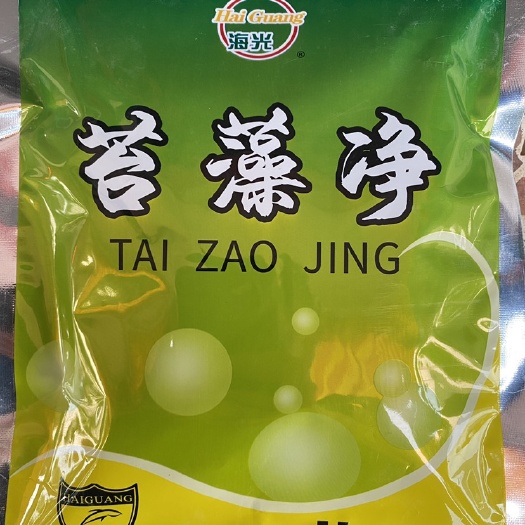 Hai Guang
海光
®
苔藻净
TAI ZAO JING
HAIGUANG